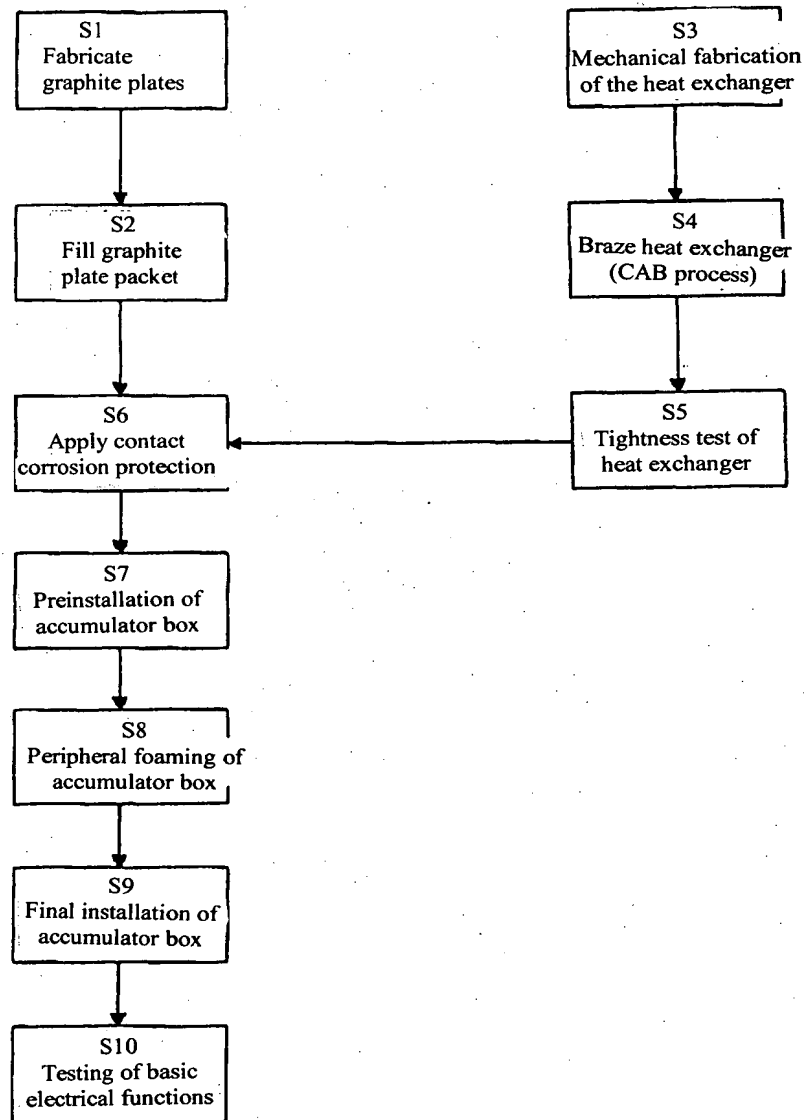 S1
Fabricate
graphite plates
S2
Fill graphite
plate packet
S3
Mechanical fabrication
of the heat exchanger
S4
Braze heat exchanger
(CAB process)
S5
Tightness test of
heat exchanger
S6
Apply contact
corrosion protection
S7
Preinstallation of
accumulator box
S8
Peripheral foaming of
accumulator box
S9
Final installation of
accumulator box
S10
Testing of basic
electrical functions